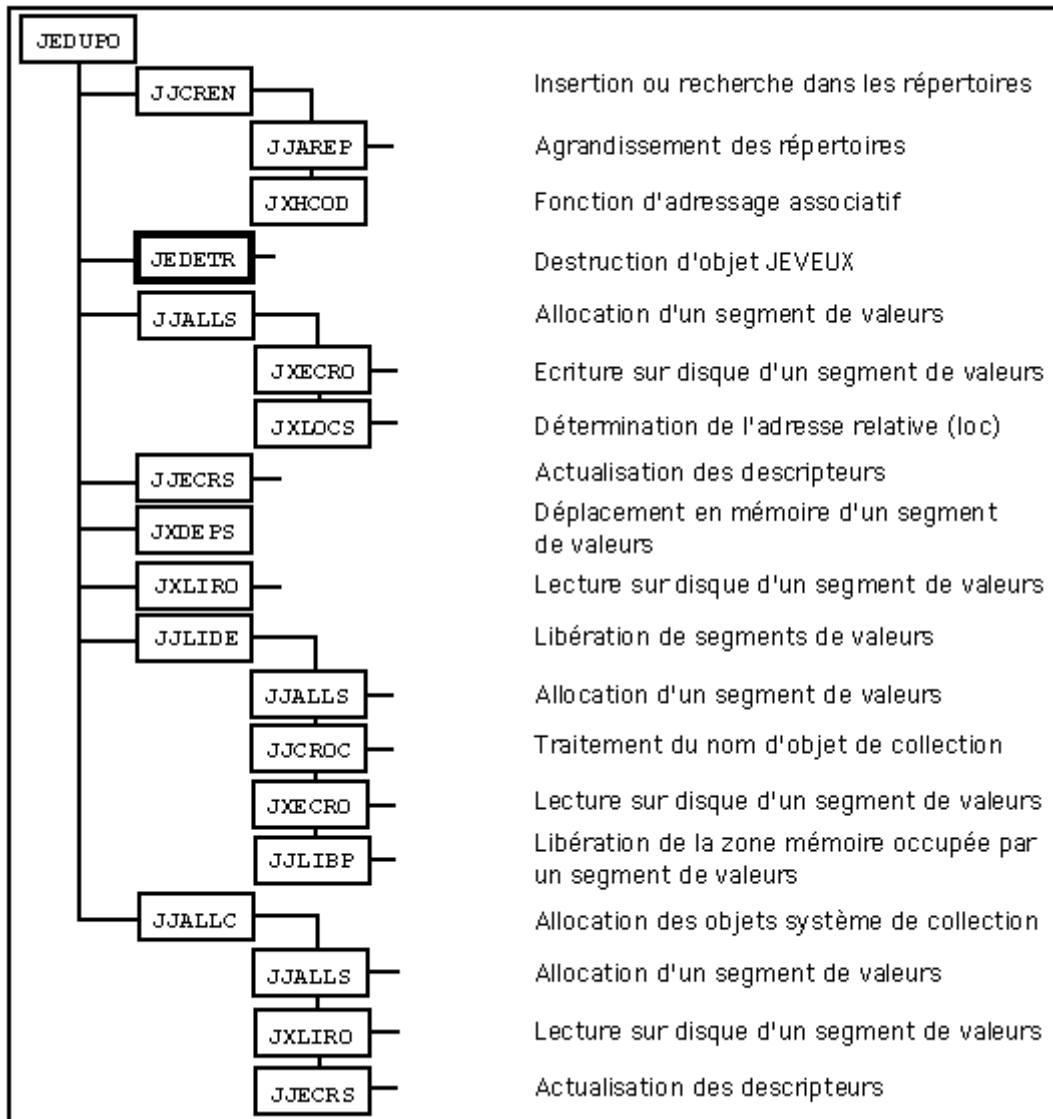 JEDUPO
JJCREN Insertion ou recherche dans les répertoires
JJAREP Agrandissement des répertoires
JXHCOD Fonction d'adressage associatif
JEDETR Destruction d'objet JEVEUX
JJALLS Allocation d'un segment de valeurs
JXECRO Ecriture sur disque d'un segment de valeurs
JXLOCS Détermination de l'adresse relative (loc)
JJECRS Actualisation des descripteurs
JXDEPS Déplacement en mémoire d'un segment
de valeurs
JXLIRO Lecture sur disque d'un segment de valeurs
JJLIDE Libération de segments de valeurs
JJALLS Allocation d'un segment de valeurs
JJCROC Traitement du nom d'objet de collection
JXECRO Lecture sur disque d'un segment de valeurs
JJLIBP Libération de la zone mémoire occupée par
un segment de valeurs
JJALLC Allocation des objets système de collection
JJALLS Allocation d'un segment de valeurs
JXLIRO Lecture sur disque d'un segment de valeurs
JJECRS Actualisation des descripteurs